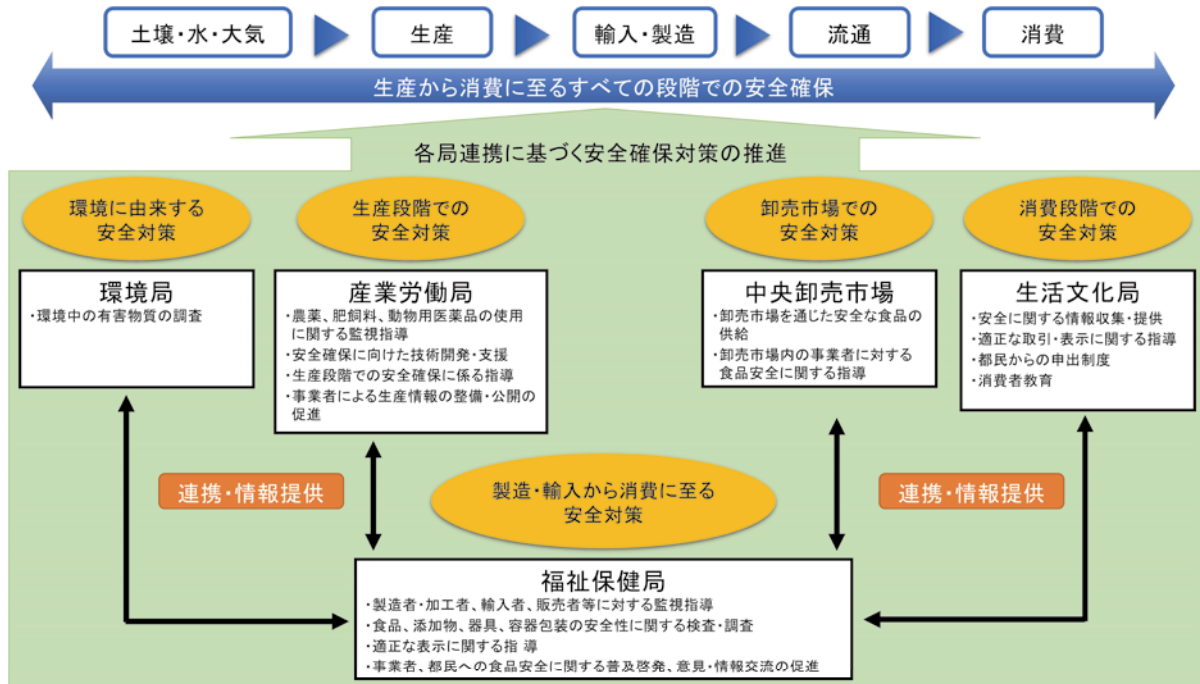 土壌・水・大気
生産
輸入・製造
流通
消費
生産から消費に至るすべての段階での安全確保
各局連携に基づく安全確保対策の推進
環境に由来する
安全対策
生産段階での
安全対策
卸売市場での
安全対策
消費段階での
安全対策
環境局
・環境中の有害物質の調査
産業労働局
・農薬、肥飼料、動物用医薬品の使用
に関する監視指導
・安全確保に向けた技術開発・支援
・生産段階での安全確保に係る指導
・事業者による生産情報の整備・公開の
促進
中央卸売市場
・卸売市場を通じた安全な食品の
供給
・卸売市場内の事業者に対する
食品安全に関する指導
生活文化局
・安全に関する情報収集・提供
・適正な取引・表示に関する指導
・都民からの申出制度
・消費者教育
連携・情報提供
製造・輸入から消費に至る
安全対策
連携・情報提供
福祉保健局
・製造者・加工者、輸入者、販売者等に対する監視指導
・食品、添加物、器具、容器包装の安全性に関する検査・調査
・適正な表示に関する指 導
・事業者、都民への食品安全に関する普及啓発、意見・情報交流の促進